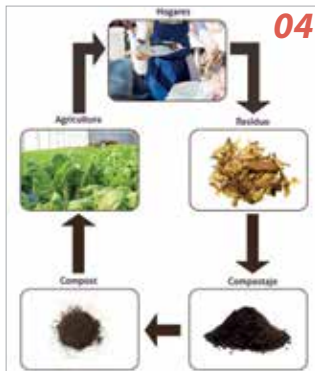 Hogares
04
Agricultura
Residuo
Compost
Compostaje